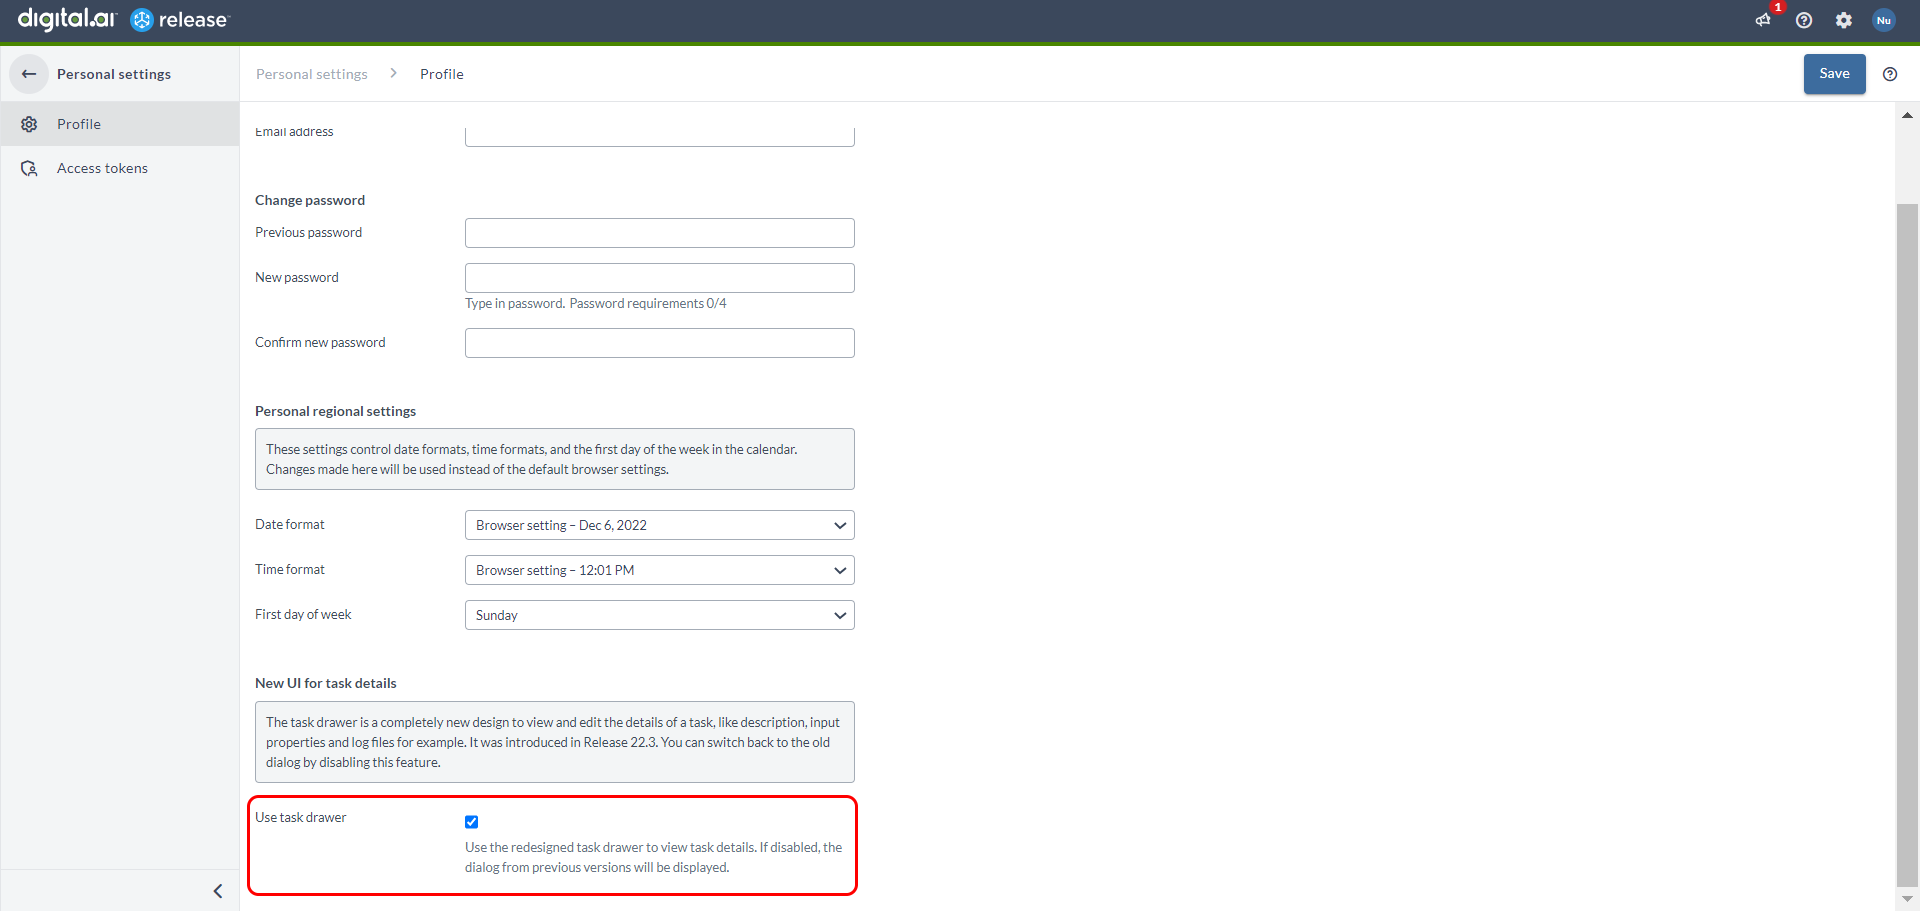 digital.ai release
1
Nu
Personal settings
Personal settings > Profile
Save
Profile
Access tokens
Email address
Change password
Previous password
New password
Type in password. Password requirements 0/4
Confirm new password
Personal regional settings
These settings control date formats, time formats, and the first day of the week in the calendar.
Changes made here will be used instead of the default browser settings.
Date format
Browser setting – Dec 6, 2022
Time format
Browser setting – 12:01 PM
First day of week
Sunday
New UI for task details
The task drawer is a completely new design to view and edit the details of a task, like description, input
properties and log files for example. It was introduced in Release 22.3. You can switch back to the old
dialog by disabling this feature.
Use task drawer
Use the redesigned task drawer to view task details. If disabled, the
dialog from previous versions will be displayed.